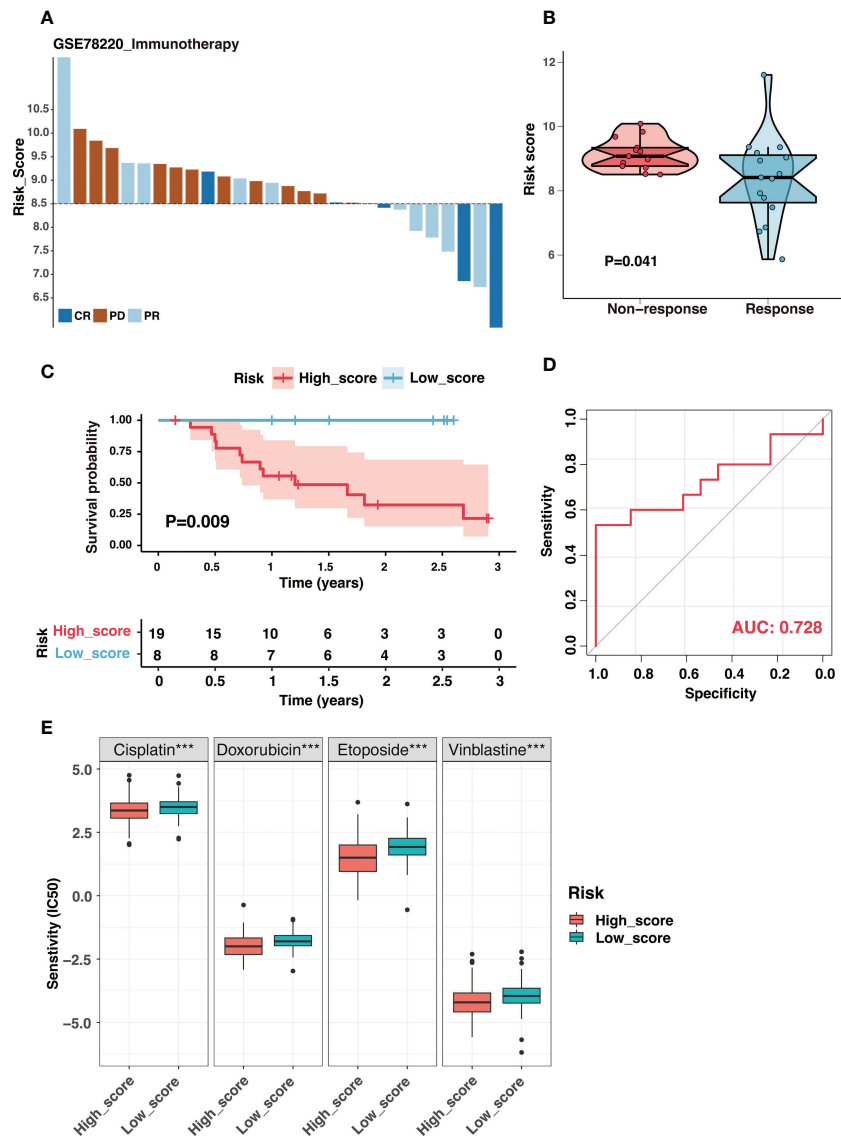 A
GSE78220_Immunotherapy
Risk_Score
10.5
10.0
9.5
9.0
8.5
8.0
7.5
7.0
6.5
CR PD PR
B
Risk score
12
10
8
6
P=0.041
Non−response Response
C
Risk High_score Low_score
Survival probability
1.00
0.75
0.50
0.25
0.00
P=0.009
0 0.5 1 1.5 2 2.5 3
Time (years)
Risk
High_score 19 15 10 6 3 3 0
Low_score 8 8 7 6 4 3 0
0 0.5 1 1.5 2 2.5 3
Time (years)
D
Sensitivity
1.0
0.8
0.6
0.4
0.2
0.0
AUC: 0.728
1.0 0.8 0.6 0.4 0.2 0.0
Specificity
E
Cisplatin*** Doxorubicin*** Etoposide*** Vinblastine***
Senstivity (IC50)
5.0
2.5
0.0
−2.5
−5.0
High_score Low_score High_score Low_score High_score Low_score High_score Low_score
Risk
High_score
Low_score